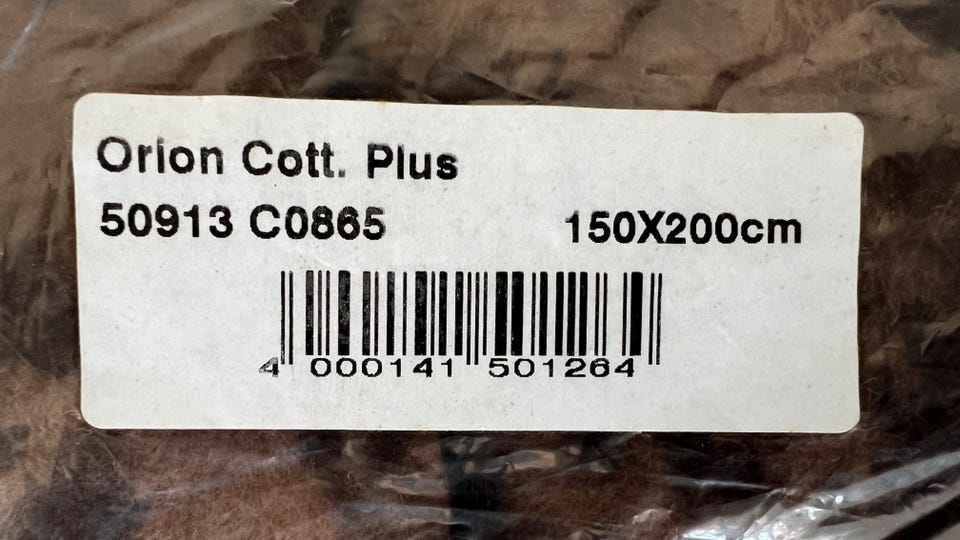 Orion Cott. Plus
50913 C0865 150X200cm
4 000141 501264